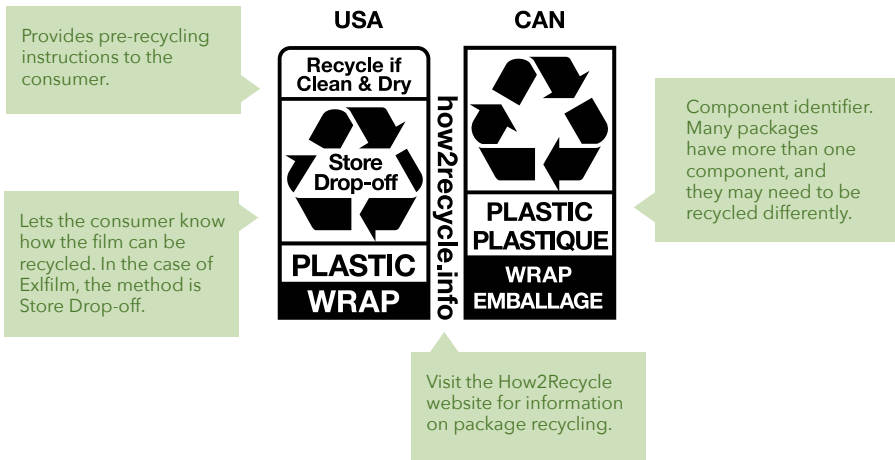 Provides pre-recycling
instructions to the
consumer.
Lets the consumer know
how the film can be
recycled. In the case of
Exlfilm, the method is
Store Drop-off.
USA
Recycle if
Clean & Dry
Store
Drop-off
PLASTIC
WRAP
how2recycle.info
CAN
PLASTIC
PLASTIQUE
WRAP
EMBALLAGE
Component identifier.
Many packages
have more than one
component, and
they may need to be
recycled differently.
Visit the How2Recycle
website for information
on package recycling.